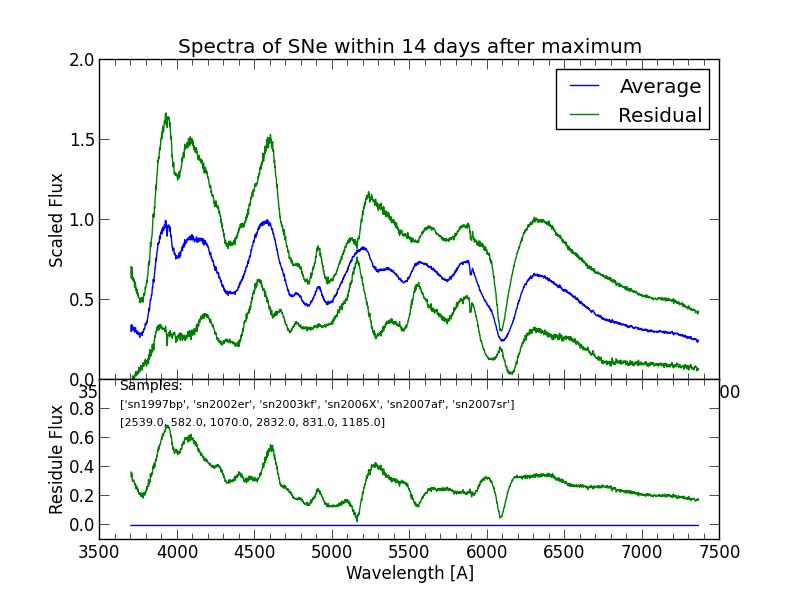 Spectra of SNe within 14 days after maximum
2.0
1.5
1.0
0.5
0.0
Scaled Flux
Average
Residual
35
00
Samples:
['sn1997bp', 'sn2002er', 'sn2003kf', 'sn2006X', 'sn2007af', 'sn2007sr']
[2539.0, 582.0, 1070.0, 2832.0, 831.0, 1185.0]
0.8
0.6
0.4
0.2
0.0
Residule Flux
3500 4000 4500 5000 5500 6000 6500 7000 7500
Wavelength [A]